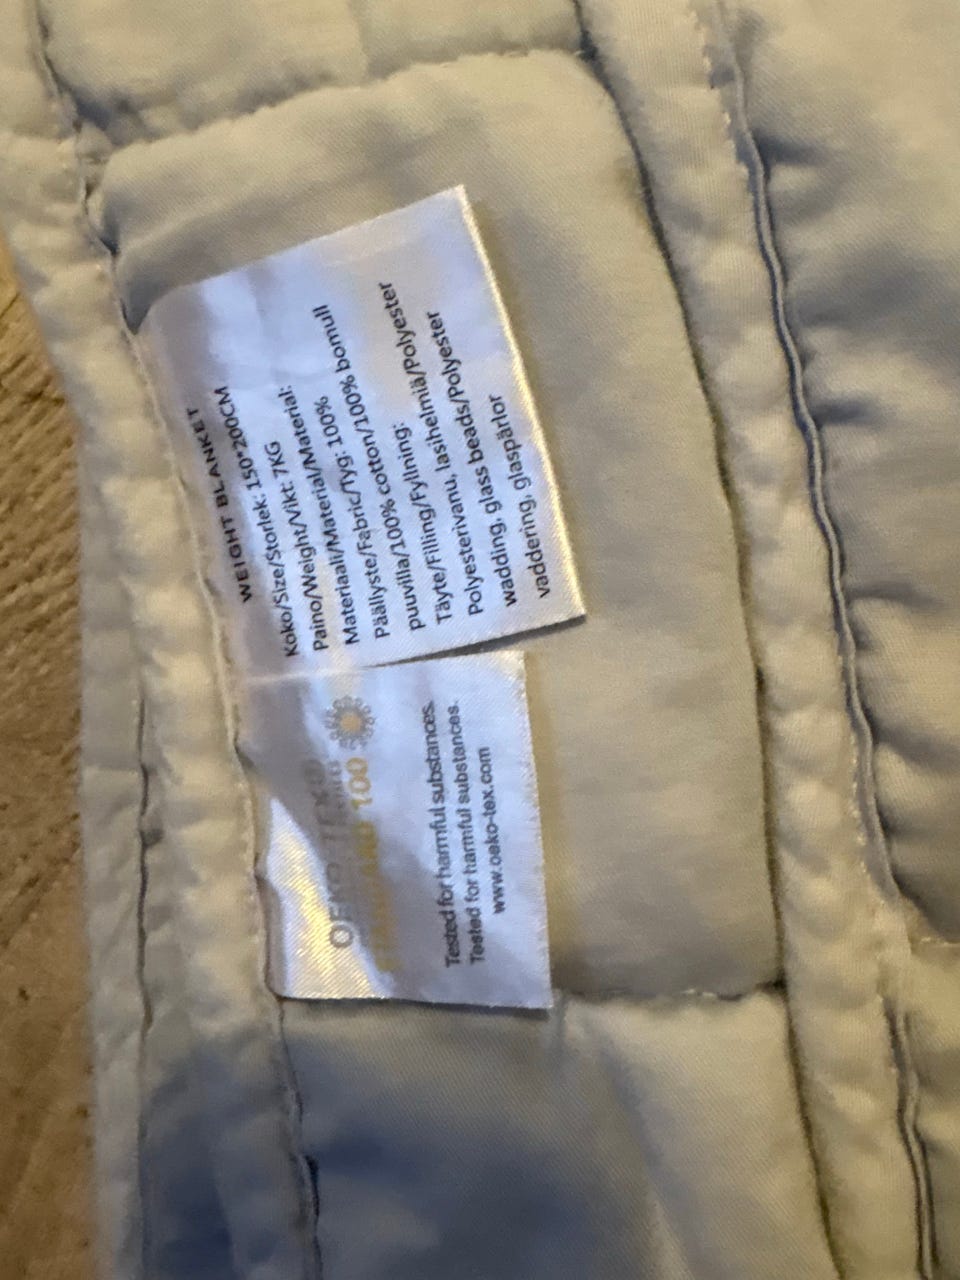 WEIGHT BLANKET
Koko/Size/Storlek: 150*200CM
Paino/Weight/Vikt: 7KG
Materiaali/Material/Material:
Päällyste/Fabric/Tyg: 100%
puuvilla/100% cotton/100% bomull
Täyte/Filling/Fyllning:
Polyesterivanu, lasihelmiä/Polyester
wadding, glass beads/Polyester
vaddering, glaspärlor
OEKO-TEX®
STANDARD 100
Tested for harmful substances.
Tested for harmful substances.
www.oeko-tex.com